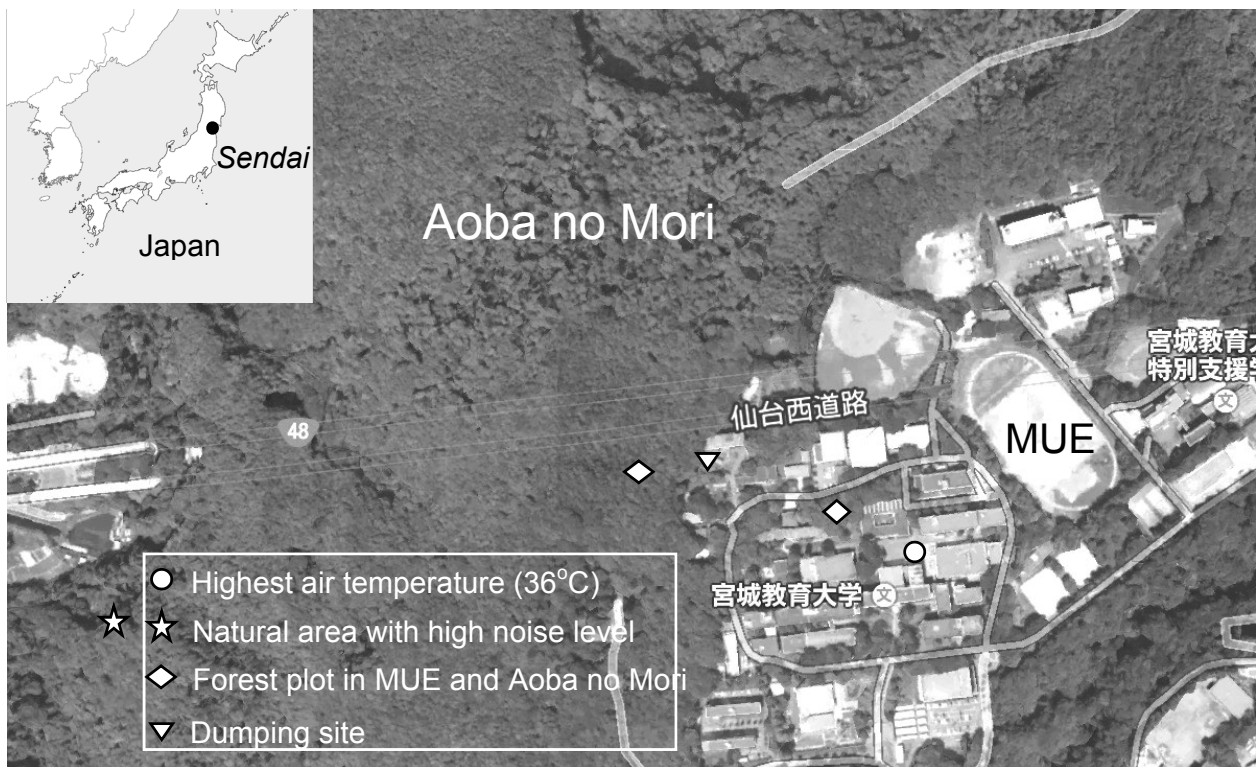 Sendai
Japan
Aoba no Mori
宮城教育大
特別支援学
文
仙台西道路
48
MUE
宮城教育大学 文
Highest air temperature (36°C)
Natural area with high noise level
Forest plot in MUE and Aoba no Mori
Dumping site